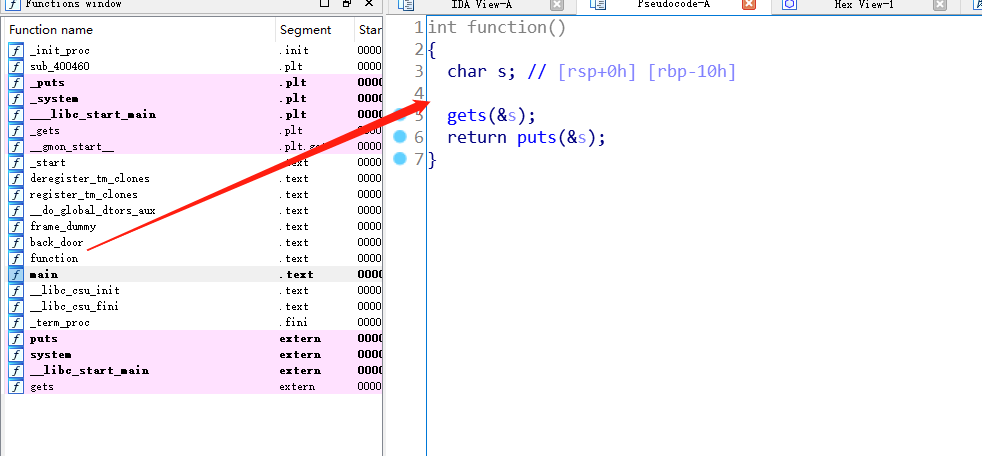 Functions window
Function name Segment Star
_init_proc .init 0000
sub_400460 .plt 0000
_puts .plt 0000
_system .plt 0000
___libc_start_main .plt 0000
_gets .plt 0000
__gmon_start__ .plt.go 0000
_start .text 0000
deregister_tm_clones .text 0000
register_tm_clones .text 0000
__do_global_dtors_aux .text 0000
frame_dummy .text 0000
back_door .text 0000
function .text 0000
main .text 0000
__libc_csu_init .text 0000
__libc_csu_fini .text 0000
_term_proc .fini 0000
puts extern 0000
system extern 0000
__libc_start_main extern 0000
gets extern 0000
IDA View-A Pseudocode-A Hex View-1
1 int function()
2 {
3 char s; // [rsp+0h] [rbp-10h]
4
5 gets(&s);
6 return puts(&s);
7 }